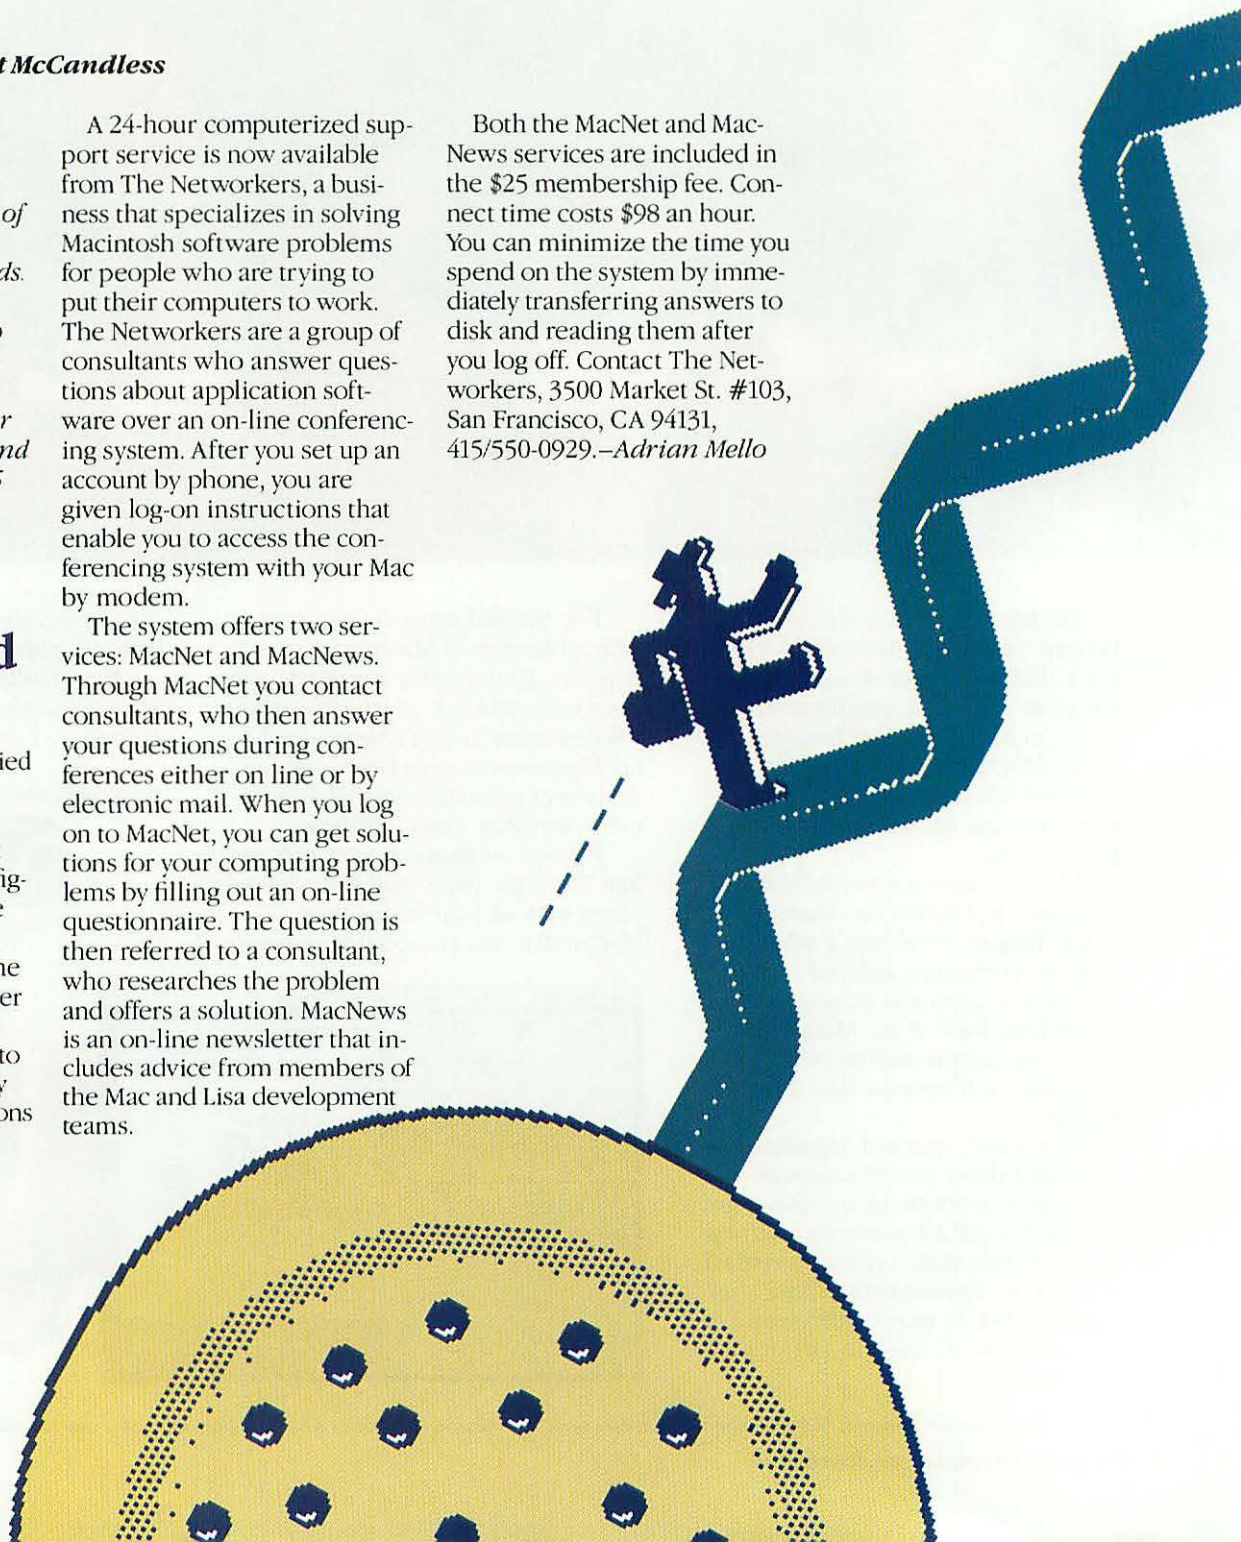 t McCandless
of
ds.
r
nd
5
d
ied
ig-
e
ne
er
to
y
ons
A 24-hour computerized sup-
port service is now available
from The Networkers, a busi-
ness that specializes in solving
Macintosh software problems
for people who are trying to
put their computers to work.
The Networkers are a group of
consultants who answer ques-
tions about application soft-
ware over an on-line conferenc-
ing system. After you set up an
account by phone, you are
given log-on instructions that
enable you to access the con-
ferencing system with your Mac
by modem.
The system offers two ser-
vices: MacNet and MacNews.
Through MacNet you contact
consultants, who then answer
your questions during con-
ferences either on line or by
electronic mail. When you log
on to MacNet, you can get solu-
tions for your computing prob-
lems by filling out an on-line
questionnaire. The question is
then referred to a consultant,
who researches the problem
and offers a solution. MacNews
is an on-line newsletter that in-
cludes advice from members of
the Mac and Lisa development
teams.
Both the MacNet and Mac-
News services are included in
the $25 membership fee. Con-
nect time costs $98 an hour.
You can minimize the time you
spend on the system by imme-
diately transferring answers to
disk and reading them after
you log off. Contact The Net-
workers, 3500 Market St. #103,
San Francisco, CA 94131,
415/550-0929.–Adrian Mello